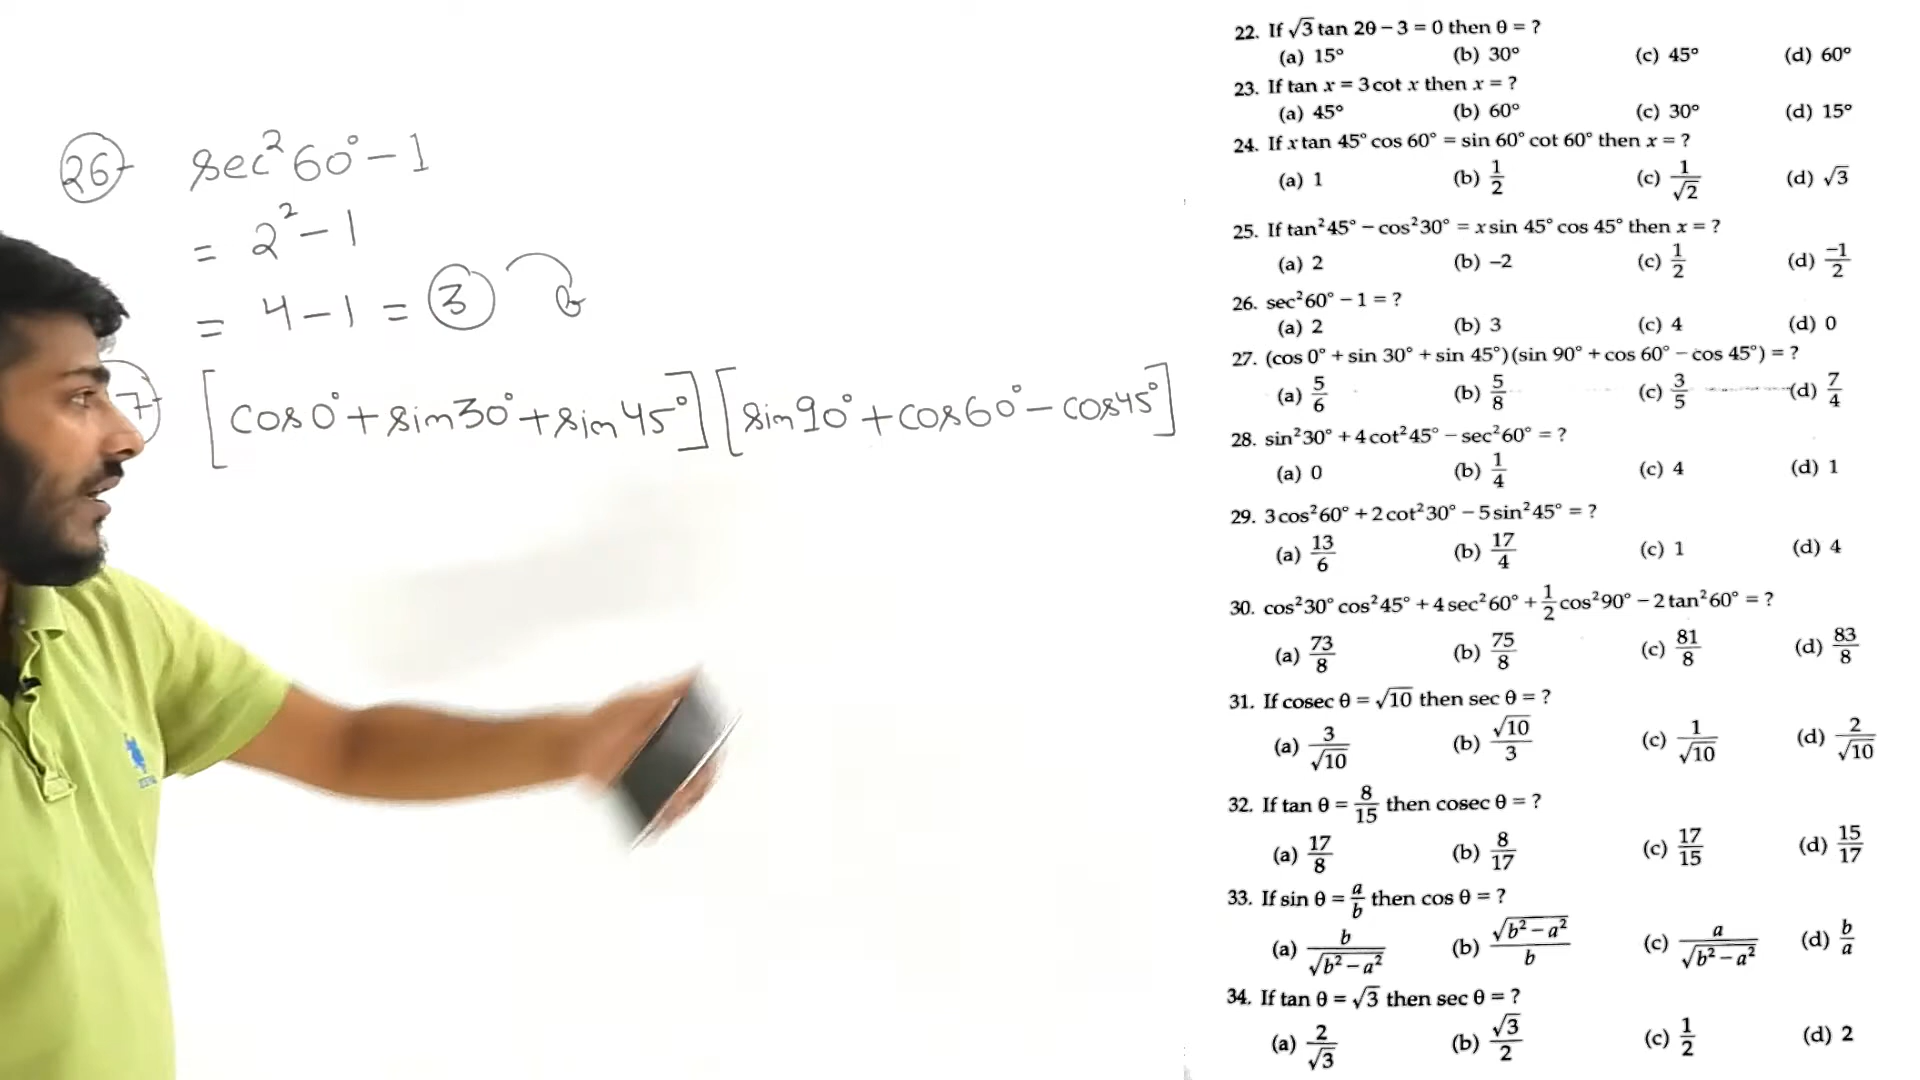 26 sec²60° − 1
= 2² − 1
= 4 − 1 = 3 b
7 [cos0° + sin30° + sin45°] [sin90° + cos60° − cos45°]
22. If √3 tan 2θ − 3 = 0 then θ = ?
(a) 15° (b) 30° (c) 45° (d) 60°
23. If tan x = 3 cot x then x = ?
(a) 45° (b) 60° (c) 30° (d) 15°
24. If x tan 45° cos 60° = sin 60° cot 60° then x = ?
(a) 1 (b) 1/2 (c) 1/√2 (d) √3
25. If tan²45° − cos²30° = x sin 45° cos 45° then x = ?
(a) 2 (b) –2 (c) 1/2 (d) −1/2
26. sec²60° − 1 = ?
(a) 2 (b) 3 (c) 4 (d) 0
27. (cos 0° + sin 30° + sin 45°)(sin 90° + cos 60° − cos 45°) = ?
(a) 5/6 (b) 5/8 (c) 3/5 (d) 7/4
28. sin²30° + 4 cot²45° − sec²60° = ?
(a) 0 (b) 1/4 (c) 4 (d) 1
29. 3 cos²60° + 2 cot²30° − 5 sin²45° = ?
(a) 13/6 (b) 17/4 (c) 1 (d) 4
30. cos²30° cos²45° + 4 sec²60° + 1/2 cos²90° − 2 tan²60° = ?
(a) 73/8 (b) 75/8 (c) 81/8 (d) 83/8
31. If cosec θ = √10 then sec θ = ?
(a) 3/√10 (b) √10/3 (c) 1/√10 (d) 2/√10
32. If tan θ = 8/15 then cosec θ = ?
(a) 17/8 (b) 8/17 (c) 17/15 (d) 15/17
33. If sin θ = a/b then cos θ = ?
(a) b/√(b² − a²) (b) √(b² − a²)/b (c) a/√(b² − a²) (d) b/a
34. If tan θ = √3 then sec θ = ?
(a) 2/√3 (b) √3/2 (c) 1/2 (d) 2